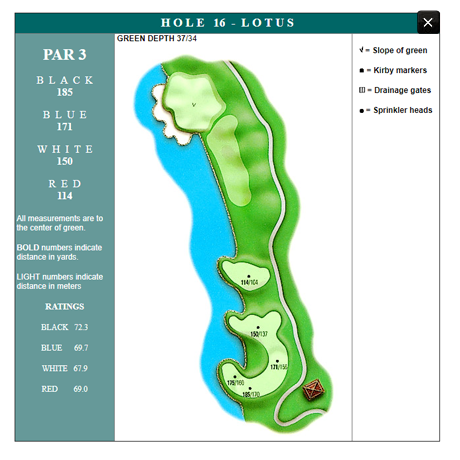 HOLE 16 - LOTUS
GREEN DEPTH 37/34
PAR 3
BLACK
185
BLUE
171
WHITE
150
RED
114
All measurements are to
the center of green.
BOLD numbers indicate
distance in yards.
LIGHT numbers indicate
distance in meters
RATINGS
BLACK 72.3
BLUE 69.7
WHITE 67.9
RED 69.0
114/104
150/137
171/156
175/160
185/170
= Slope of green
= Kirby markers
= Drainage gates
= Sprinkler heads